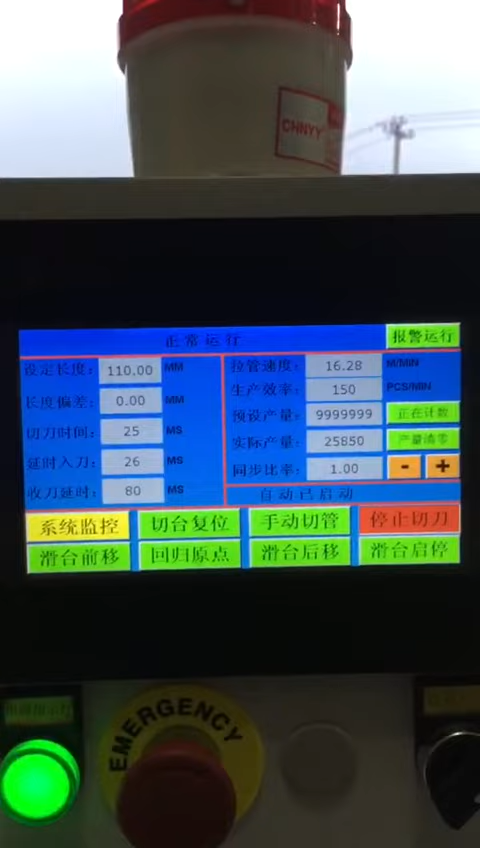 CHNYY
正常运行
报警运行
设定长度: 110.00 MM
长度偏差: 0.00 MM
切刀时间: 25 MS
延时入刀: 26 MS
收刀延时: 80 MS
拉管速度: 16.28 M/MIN
生产效率: 150 PCS/MIN
预设产量: 9999999 正在计数
实际产量: 25850 产量清零
同步比率: 1.00 - +
自动已启动
系统监控 切台复位 手动切管 停止切刀
滑台前移 回归原点 滑台后移 滑台启停
EMERGENCY